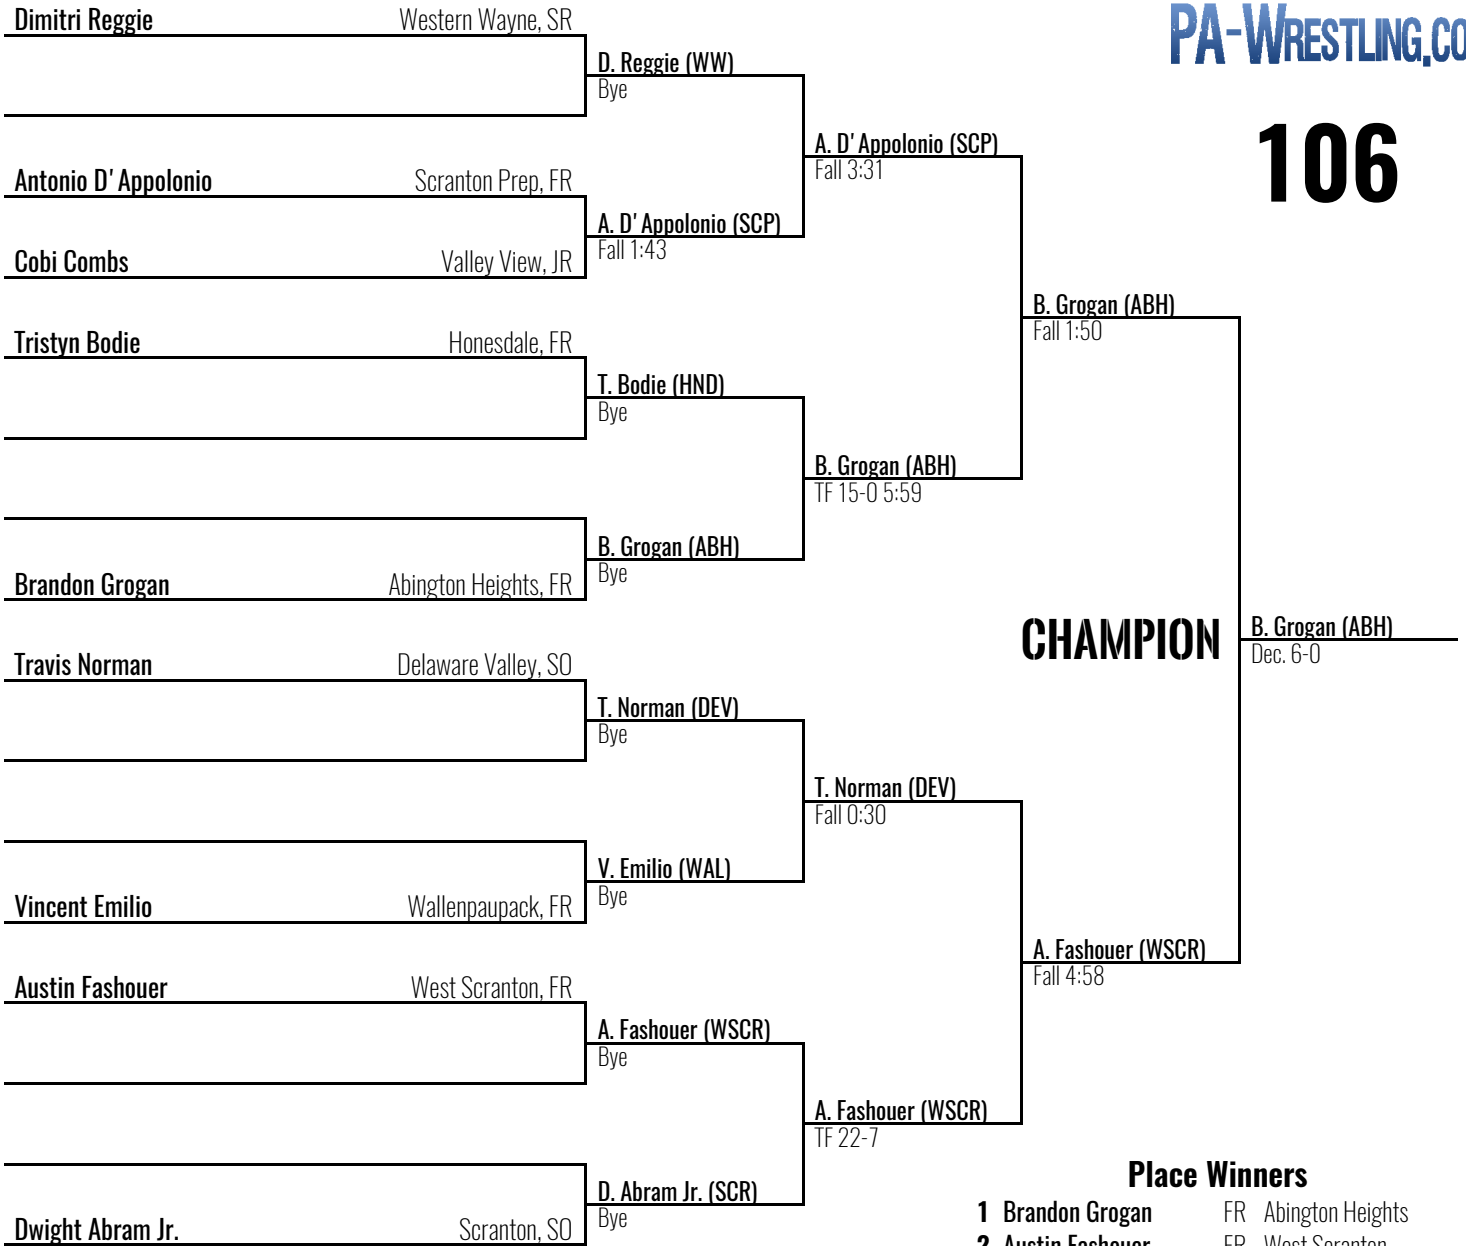 Dimitri Reggie Western Wayne, SR
PA-WRESTLING.CO
D. Reggie (WW)
Bye
106
A. D'Appolonio (SCP)
Fall 3:31
Antonio D'Appolonio Scranton Prep, FR
A. D'Appolonio (SCP)
Fall 1:43
Cobi Combs Valley View, JR
B. Grogan (ABH)
Fall 1:50
Tristyn Bodie Honesdale, FR
T. Bodie (HND)
Bye
B. Grogan (ABH)
TF 15-0 5:59
B. Grogan (ABH)
Bye
Brandon Grogan Abington Heights, FR
CHAMPION
B. Grogan (ABH)
Dec. 6-0
Travis Norman Delaware Valley, SO
T. Norman (DEV)
Bye
T. Norman (DEV)
Fall 0:30
V. Emilio (WAL)
Bye
Vincent Emilio Wallenpaupack, FR
A. Fashouer (WSCR)
Fall 4:58
Austin Fashouer West Scranton, FR
A. Fashouer (WSCR)
Bye
A. Fashouer (WSCR)
TF 22-7
D. Abram Jr. (SCR)
Bye
Dwight Abram Jr. Scranton, SO
Place Winners
1 Brandon Grogan FR Abington Heights
2 Austin Fashouer FR West Scranton